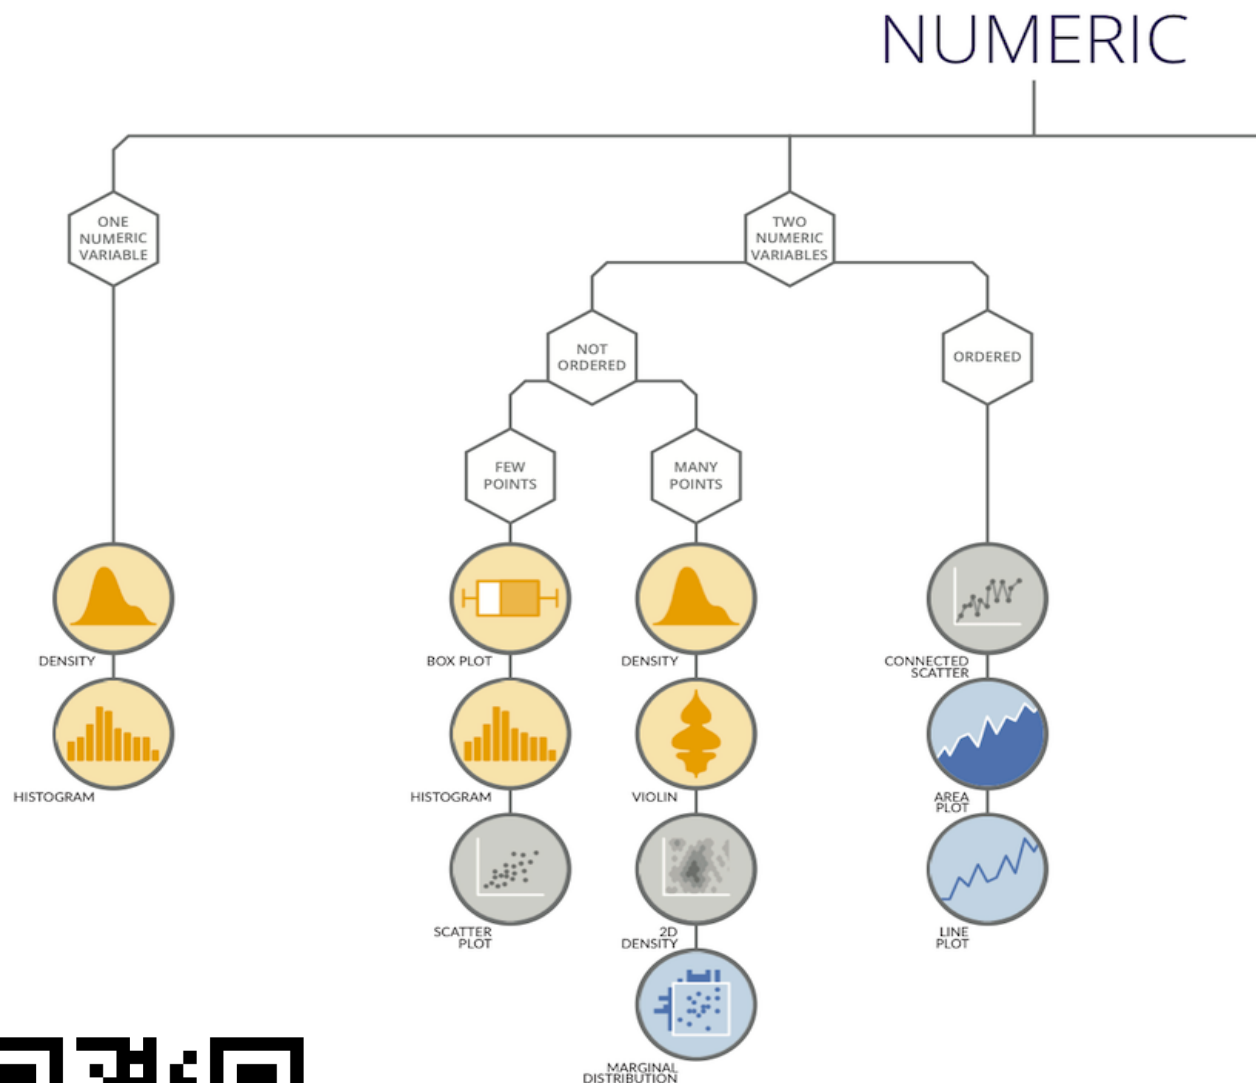 NUMERIC
ONE
NUMERIC
VARIABLE
TWO
NUMERIC
VARIABLES
NOT
ORDERED
ORDERED
FEW
POINTS
MANY
POINTS
DENSITY
HISTOGRAM
BOX PLOT
HISTOGRAM
SCATTER
PLOT
DENSITY
VIOLIN
2D
DENSITY
MARGINAL
DISTRIBUTION
CONNECTED
SCATTER
AREA
PLOT
LINE
PLOT